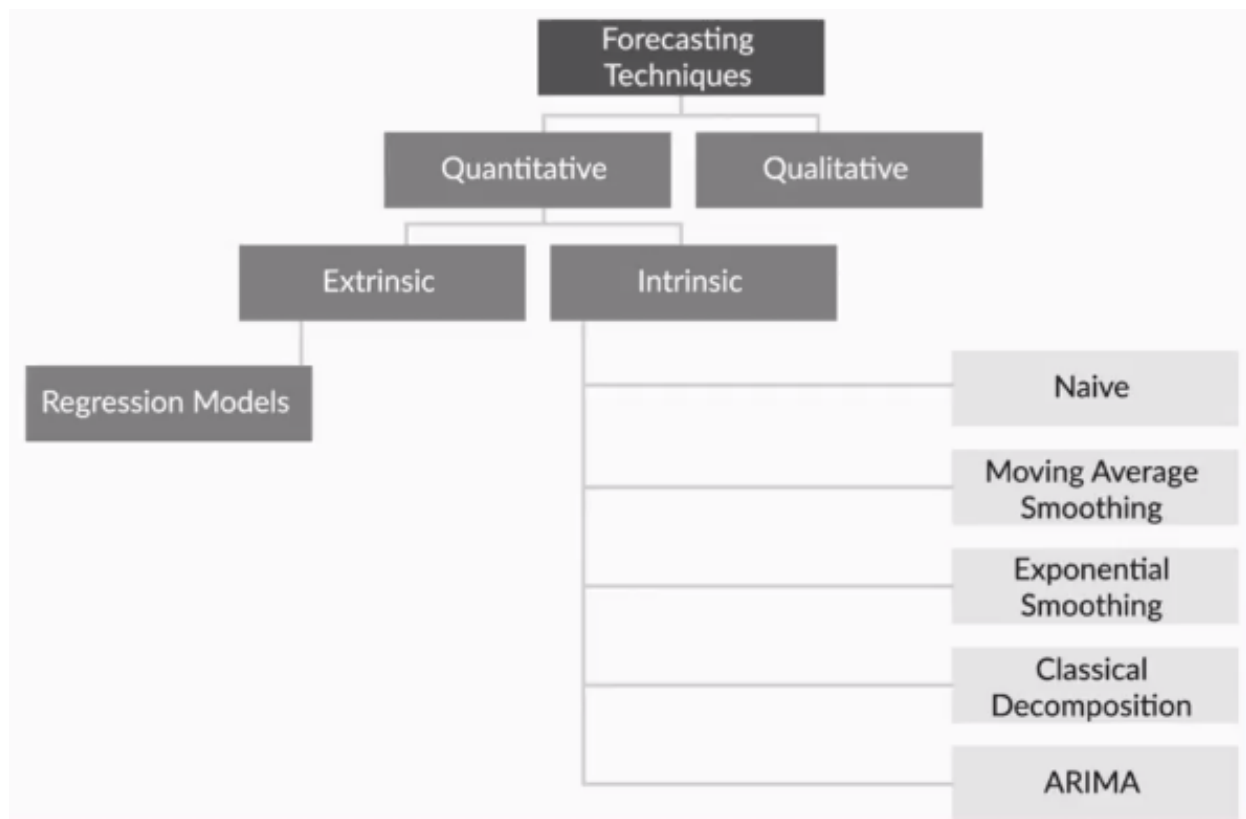 Forecasting
Techniques
Quantitative
Qualitative
Extrinsic
Intrinsic
Regression Models
Naive
Moving Average
Smoothing
Exponential
Smoothing
Classical
Decomposition
ARIMA